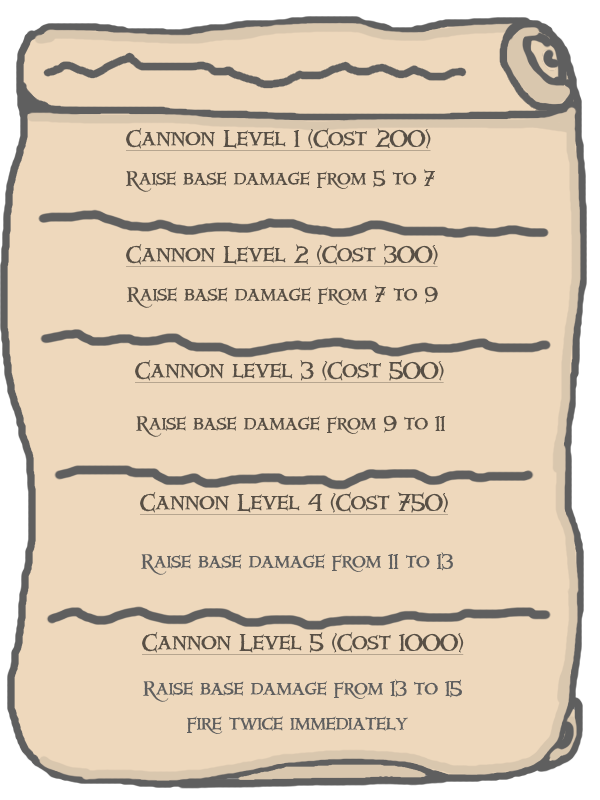 Cannon Level 1 (Cost 200)
Raise base damage from 5 to 7
Cannon Level 2 (Cost 300)
Raise base damage from 7 to 9
Cannon level 3 (Cost 500)
Raise base damage from 9 to 11
Cannon Level 4 (Cost 750)
Raise base damage from 11 to 13
Cannon Level 5 (Cost 1000)
Raise base damage from 13 to 15
Fire twice immediately